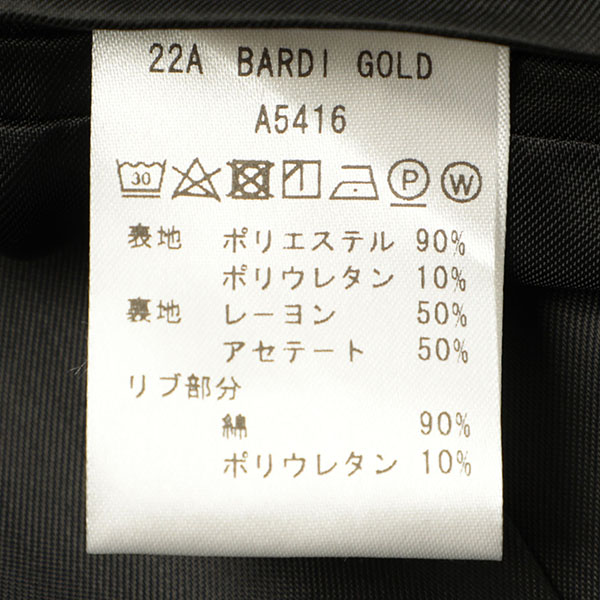 22A BARDI GOLD
A5416
30 P W
表地 ポリエステル 90%
ポリウレタン 10%
裏地 レーヨン 50%
アセテート 50%
リブ部分
綿 90%
ポリウレタン 10%